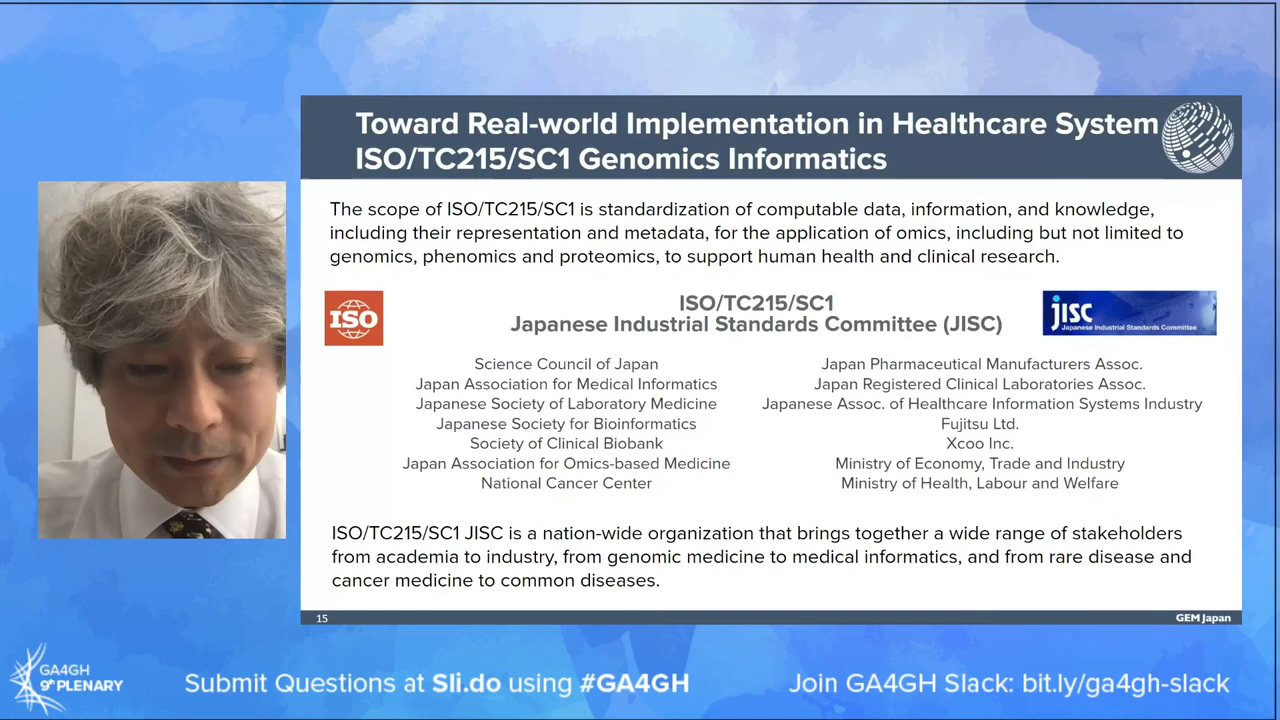 Toward Real-world Implementation in Healthcare System
ISO/TC215/SC1 Genomics Informatics
The scope of ISO/TC215/SC1 is standardization of computable data, information, and knowledge,
including their representation and metadata, for the application of omics, including but not limited to
genomics, phenomics and proteomics, to support human health and clinical research.
ISO
ISO/TC215/SC1
Japanese Industrial Standards Committee (JISC)
jisc
Japanese Industrial Standards Committee
Science Council of Japan
Japan Association for Medical Informatics
Japanese Society of Laboratory Medicine
Japanese Society for Bioinformatics
Society of Clinical Biobank
Japan Association for Omics-based Medicine
National Cancer Center
Japan Pharmaceutical Manufacturers Assoc.
Japan Registered Clinical Laboratories Assoc.
Japanese Assoc. of Healthcare Information Systems Industry
Fujitsu Ltd.
Xcoo Inc.
Ministry of Economy, Trade and Industry
Ministry of Health, Labour and Welfare
ISO/TC215/SC1 JISC is a nation-wide organization that brings together a wide range of stakeholders
from academia to industry, from genomic medicine to medical informatics, and from rare disease and
cancer medicine to common diseases.
15
GEM Japan
GA4GH
9th PLENARY
Submit Questions at Sli.do using #GA4GH
Join GA4GH Slack: bit.ly/ga4gh-slack